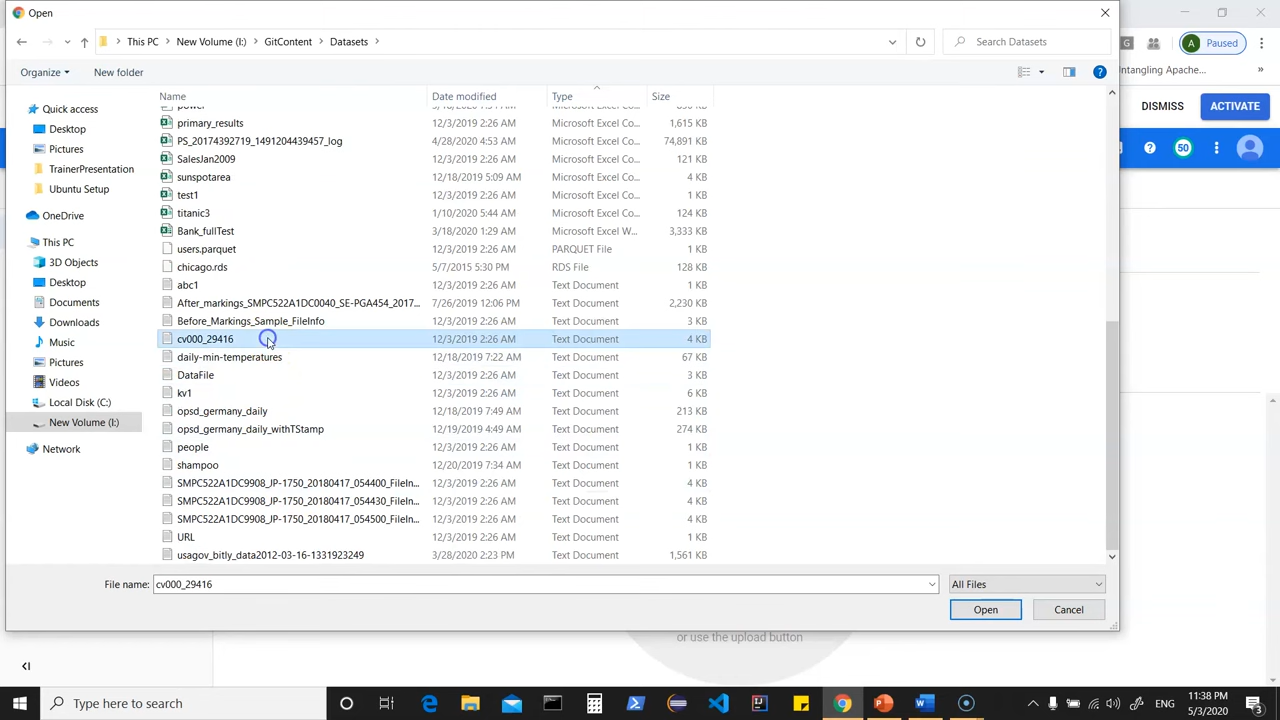 Open
This PC
New Volume (I:)
GitContent
Datasets
Search Datasets
A
Paused
G
Organize
New folder
Apache...
»
Name
Date modified
Type
Size
DISMISS
ACTIVATE
50
Quick access
Desktop
Pictures
TrainerPresentation
Ubuntu Setup
OneDrive
This PC
3D Objects
Desktop
Documents
Downloads
Music
Pictures
Videos
Local Disk (C:)
New Volume (I:)
Network
power
primary_results 12/3/2019 2:26 AM Microsoft Excel Co... 1,615 KB
PS_20174392719_1491204439457_log 4/28/2020 4:53 AM Microsoft Excel Co... 74,891 KB
SalesJan2009 12/3/2019 2:26 AM Microsoft Excel Co... 121 KB
sunspotarea 12/18/2019 5:09 AM Microsoft Excel Co... 4 KB
test1 12/3/2019 2:26 AM Microsoft Excel Co... 1 KB
titanic3 1/10/2020 5:44 AM Microsoft Excel Co... 124 KB
Bank_fullTest 3/18/2020 1:29 AM Microsoft Excel W... 3,333 KB
users.parquet 12/3/2019 2:26 AM PARQUET File 1 KB
chicago.rds 5/7/2015 5:30 PM RDS File 128 KB
abc1 12/3/2019 2:26 AM Text Document 1 KB
After_markings_SMPC522A1DC0040_SE-PGA454_2017... 7/26/2019 12:06 PM Text Document 2,230 KB
Before_Markings_Sample_FileInfo 12/3/2019 2:26 AM Text Document 3 KB
cv000_29416 12/3/2019 2:26 AM Text Document 4 KB
daily-min-temperatures 12/18/2019 7:22 AM Text Document 67 KB
DataFile 12/3/2019 2:26 AM Text Document 3 KB
kv1 12/3/2019 2:26 AM Text Document 6 KB
opsd_germany_daily 12/18/2019 7:49 AM Text Document 213 KB
opsd_germany_daily_withTStamp 12/19/2019 4:49 AM Text Document 274 KB
people 12/3/2019 2:26 AM Text Document 1 KB
shampoo 12/20/2019 7:34 AM Text Document 1 KB
SMPC522A1DC9908_JP-1750_20180417_054400_FileIn... 12/3/2019 2:26 AM Text Document 4 KB
SMPC522A1DC9908_JP-1750_20180417_054430_FileIn... 12/3/2019 2:26 AM Text Document 4 KB
SMPC522A1DC9908_JP-1750_20180417_054500_FileIn... 12/3/2019 2:26 AM Text Document 4 KB
URL 12/3/2019 2:26 AM Text Document 1 KB
usagov_bitly_data2012-03-16-1331923249 3/28/2020 2:23 PM Text Document 1,561 KB
File name: cv000_29416
All Files
Open
Cancel
or use the upload button
Type here to search
ENG
11:38 PM
5/3/2020
3